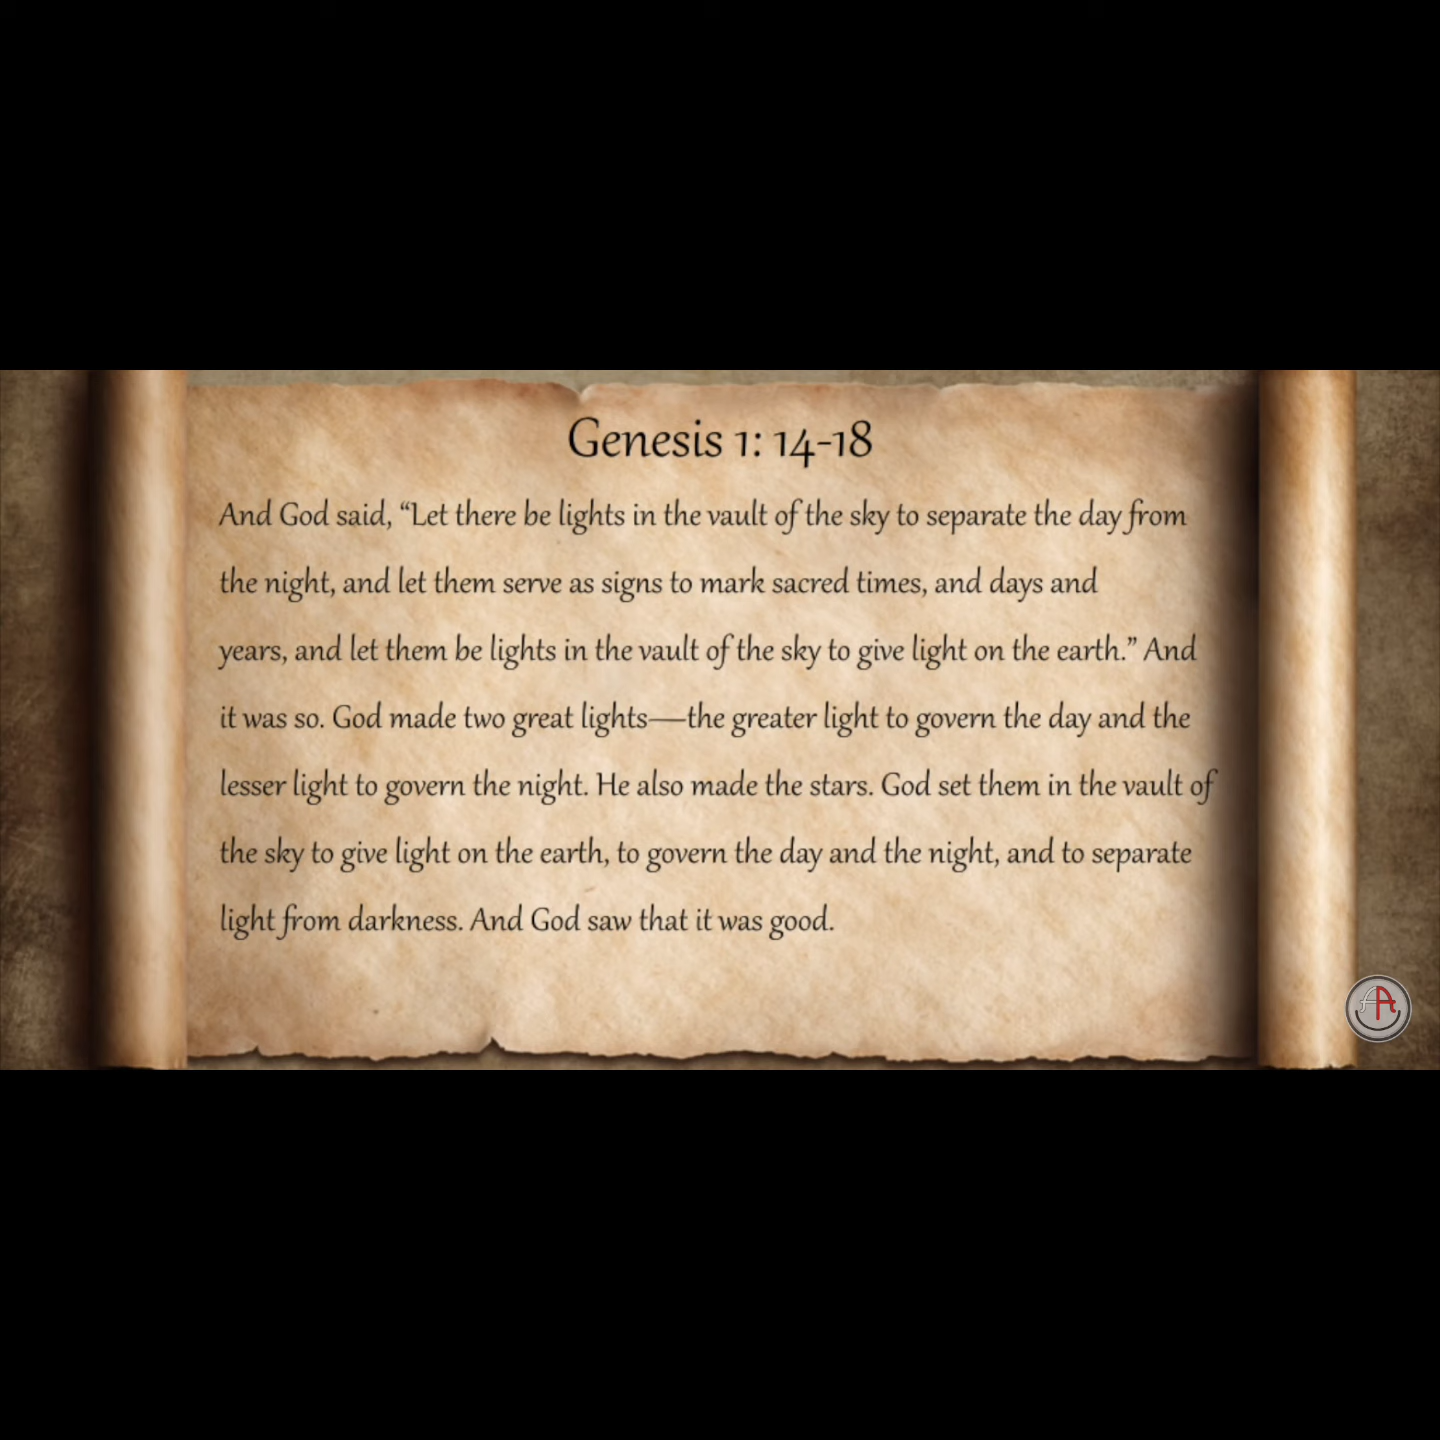 Genesis 1: 14-18
And God said, “Let there be lights in the vault of the sky to separate the day from
the night, and let them serve as signs to mark sacred times, and days and
years, and let them be lights in the vault of the sky to give light on the earth.” And
it was so. God made two great lights—the greater light to govern the day and the
lesser light to govern the night. He also made the stars. God set them in the vault of
the sky to give light on the earth, to govern the day and the night, and to separate
light from darkness. And God saw that it was good.
AA